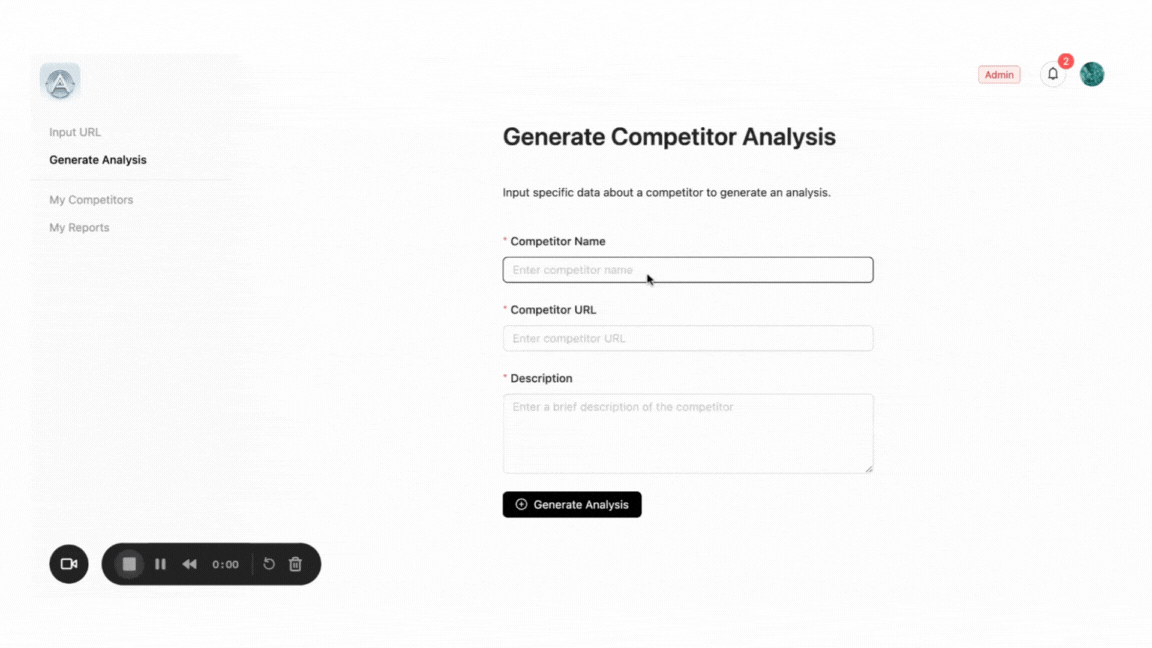 Admin
2
Input URL
Generate Analysis
My Competitors
My Reports
Generate Competitor Analysis
Input specific data about a competitor to generate an analysis.
* Competitor Name
Enter competitor name
* Competitor URL
Enter competitor URL
* Description
Enter a brief description of the competitor
Generate Analysis
0:00